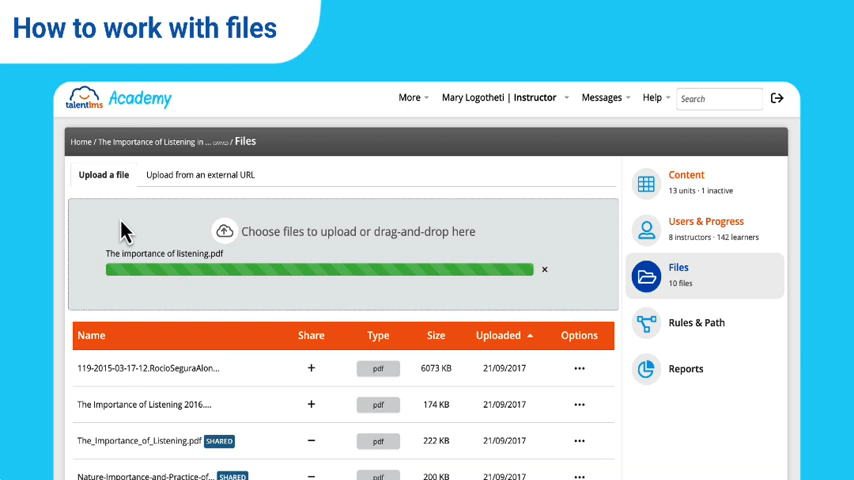 How to work with files
talentlms Academy
More
Mary Logotheti | Instructor
Messages
Help
Search
Home / The Importance of Listening in ... / Files
Upload a file
Upload from an external URL
Choose files to upload or drag-and-drop here
The importance of listening.pdf
×
Name Share Type Size Uploaded Options
119-2015-03-17-12.RocioSeguraAlon... + pdf 6073 KB 21/09/2017 •••
The Importance of Listening 2016.... + pdf 174 KB 21/09/2017 •••
The_Importance_of_Listening.pdf SHARED − pdf 222 KB 21/09/2017 •••
Nature-Importance-and-Practice-of... SHARED − pdf 200 KB 21/09/2017 •••
Content
13 units · 1 inactive
Users & Progress
8 instructors · 142 learners
Files
10 files
Rules & Path
Reports